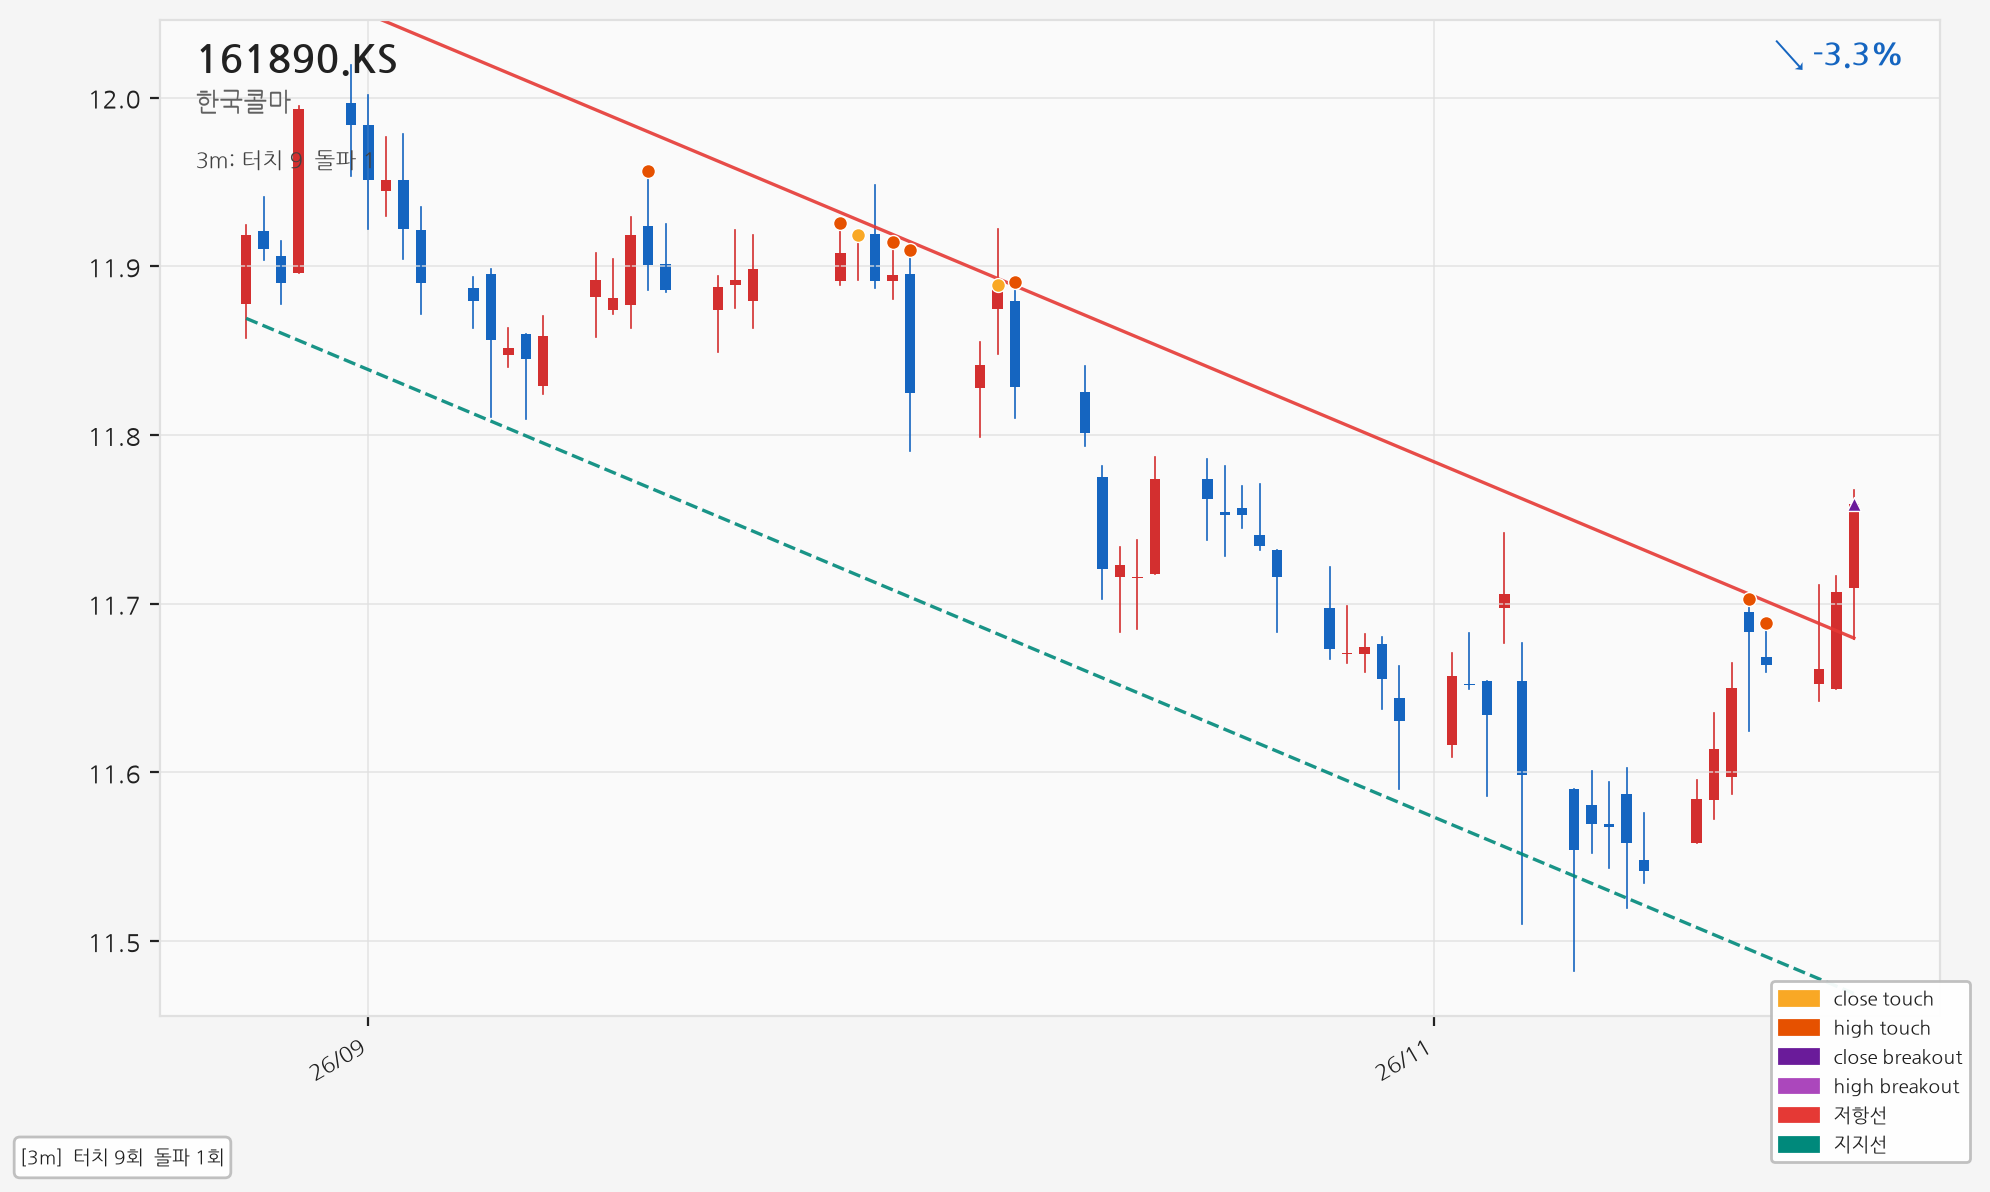 161890.KS
한국콜마
3m: 터치 9  돌파 1
-3.3%
12.0
11.9
11.8
11.7
11.6
11.5
26/09
26/11
close touch
high touch
close breakout
high breakout
저항선
지지선
[3m]  터치 9회  돌파 1회